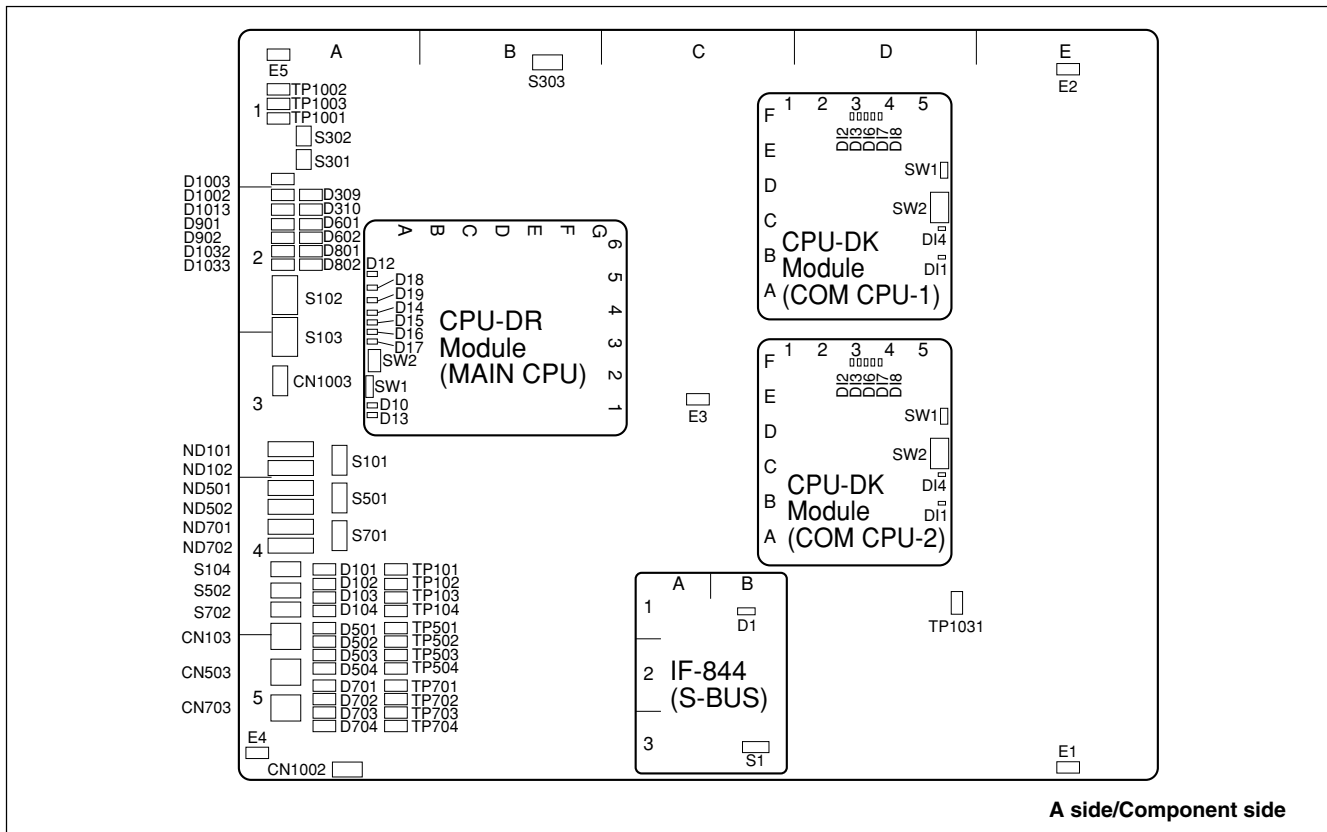 A B C D E
E5
S303
E2
TP1002
TP1003
TP1001
1
S302
S301
D1003
D1002
D1013
D901
D902
D1032
D1033
D309
D310
D601
D602
D801
D802
2
S102
S103
CN1003
3
ND101
ND102
ND501
ND502
ND701
ND702
S101
S501
S701
4
S104
S502
S702
CN103
CN503
CN703
5
D101
D102
D103
D104
D501
D502
D503
D504
D701
D702
D703
D704
TP101
TP102
TP103
TP104
TP501
TP502
TP503
TP504
TP701
TP702
TP703
TP704
E4
CN1002
A B C D E F G
6
5
4
3
2
1
D12
D18
D19
D14
D15
D16
D17
SW2
SW1
D10
D13
CPU-DR
Module
(MAIN CPU)
E3
1 2 3 4 5
F
E
D
C
B
A
DI2
DI3
DI6
DI7
DI8
SW1
SW2
DI4
DI1
CPU-DK
Module
(COM CPU-1)
1 2 3 4 5
F
E
D
C
B
A
DI2
DI3
DI6
DI7
DI8
SW1
SW2
DI4
DI1
CPU-DK
Module
(COM CPU-2)
A B
1
2
3
D1
IF-844
(S-BUS)
S1
TP1031
E1
A side/Component side